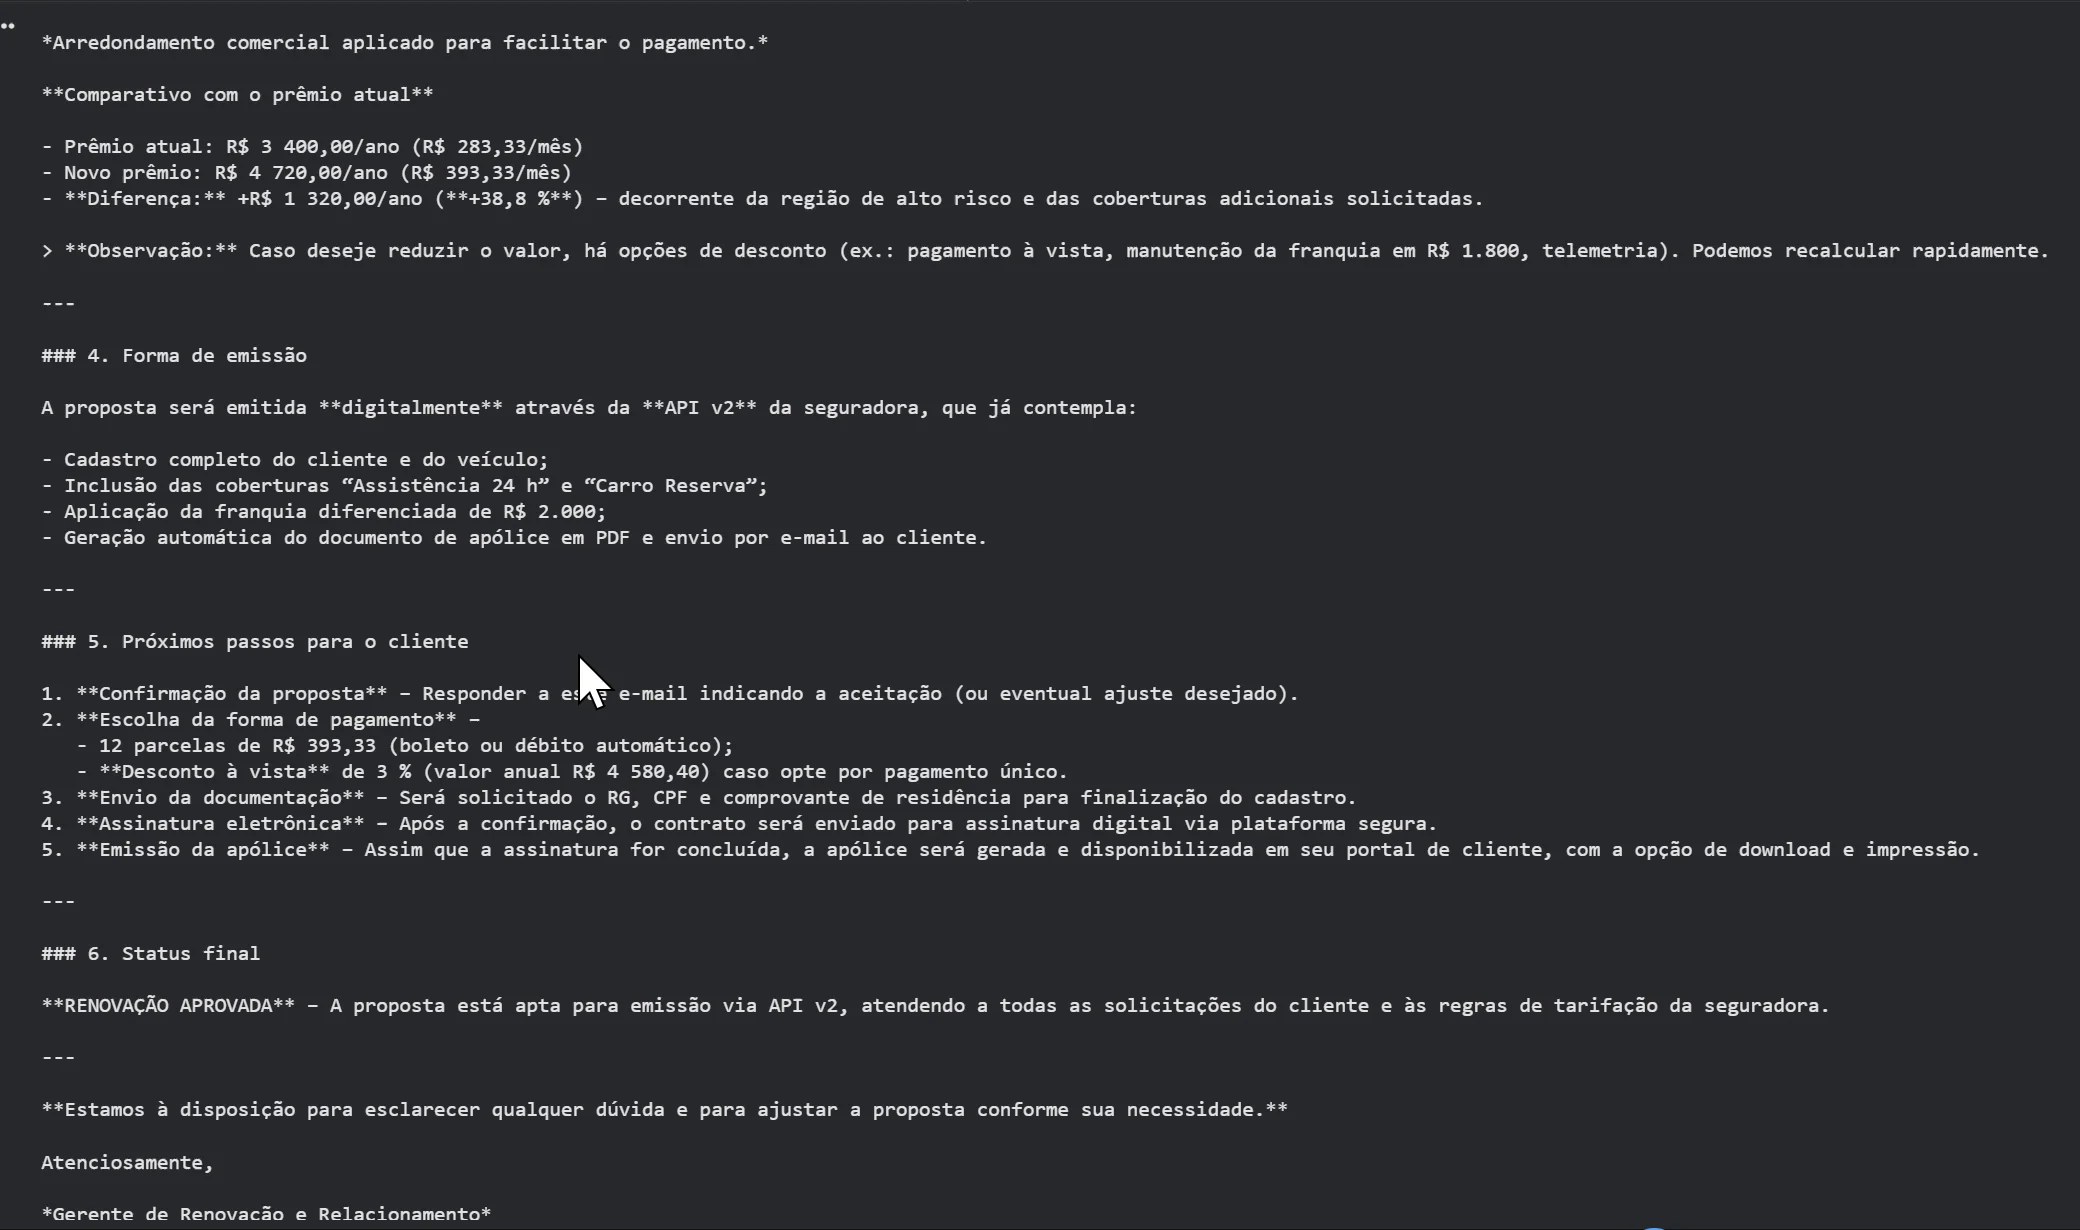 *Arredondamento comercial aplicado para facilitar o pagamento.*
**Comparativo com o prêmio atual**
- Prêmio atual: R$ 3 400,00/ano (R$ 283,33/mês)
- Novo prêmio: R$ 4 720,00/ano (R$ 393,33/mês)
- **Diferença:** +R$ 1 320,00/ano (**+38,8 %**) – decorrente da região de alto risco e das coberturas adicionais solicitadas.
> **Observação:** Caso deseje reduzir o valor, há opções de desconto (ex.: pagamento à vista, manutenção da franquia em R$ 1.800, telemetria). Podemos recalcular rapidamente.
---
### 4. Forma de emissão
A proposta será emitida **digitalmente** através da **API v2** da seguradora, que já contempla:
- Cadastro completo do cliente e do veículo;
- Inclusão das coberturas “Assistência 24 h” e “Carro Reserva”;
- Aplicação da franquia diferenciada de R$ 2.000;
- Geração automática do documento de apólice em PDF e envio por e-mail ao cliente.
---
### 5. Próximos passos para o cliente
1. **Confirmação da proposta** – Responder a este e-mail indicando a aceitação (ou eventual ajuste desejado).
2. **Escolha da forma de pagamento** –
- 12 parcelas de R$ 393,33 (boleto ou débito automático);
- **Desconto à vista** de 3 % (valor anual R$ 4 580,40) caso opte por pagamento único.
3. **Envio da documentação** – Será solicitado o RG, CPF e comprovante de residência para finalização do cadastro.
4. **Assinatura eletrônica** – Após a confirmação, o contrato será enviado para assinatura digital via plataforma segura.
5. **Emissão da apólice** – Assim que a assinatura for concluída, a apólice será gerada e disponibilizada em seu portal de cliente, com a opção de download e impressão.
---
### 6. Status final
**RENOVAÇÃO APROVADA** – A proposta está apta para emissão via API v2, atendendo a todas as solicitações do cliente e às regras de tarifação da seguradora.
---
**Estamos à disposição para esclarecer qualquer dúvida e para ajustar a proposta conforme sua necessidade.**
Atenciosamente,
*Gerente de Renovação e Relacionamento*